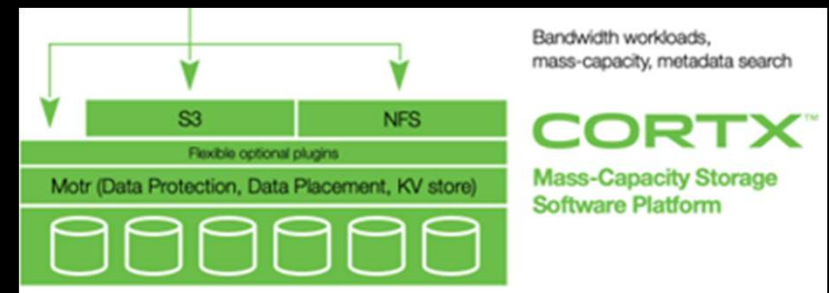 Bandwidth workloads,
mass-capacity, metadata search
S3
NFS
Flexible optional plugins
Motr (Data Protection, Data Placement, KV store)
CORTX™
Mass-Capacity Storage
Software Platform